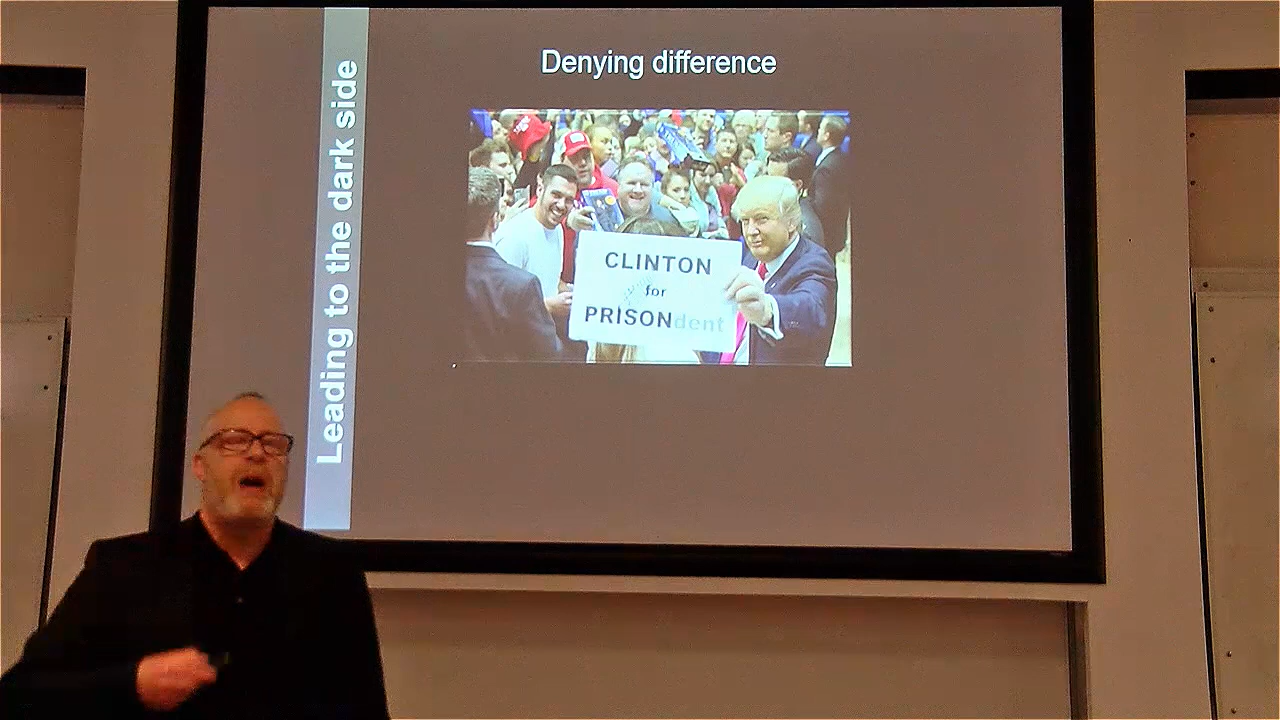 Denying difference
Leading to the dark side
CLINTON
for
PRISONdent